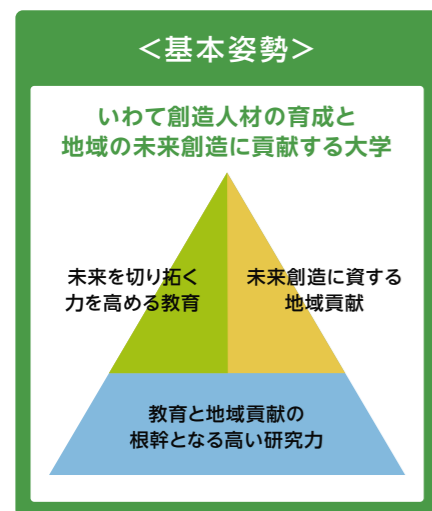 ＜基本姿勢＞
いわて創造人材の育成と
地域の未来創造に貢献する大学
未来を切り拓く
力を高める教育
未来創造に資する
地域貢献
教育と地域貢献の
根幹となる高い研究力